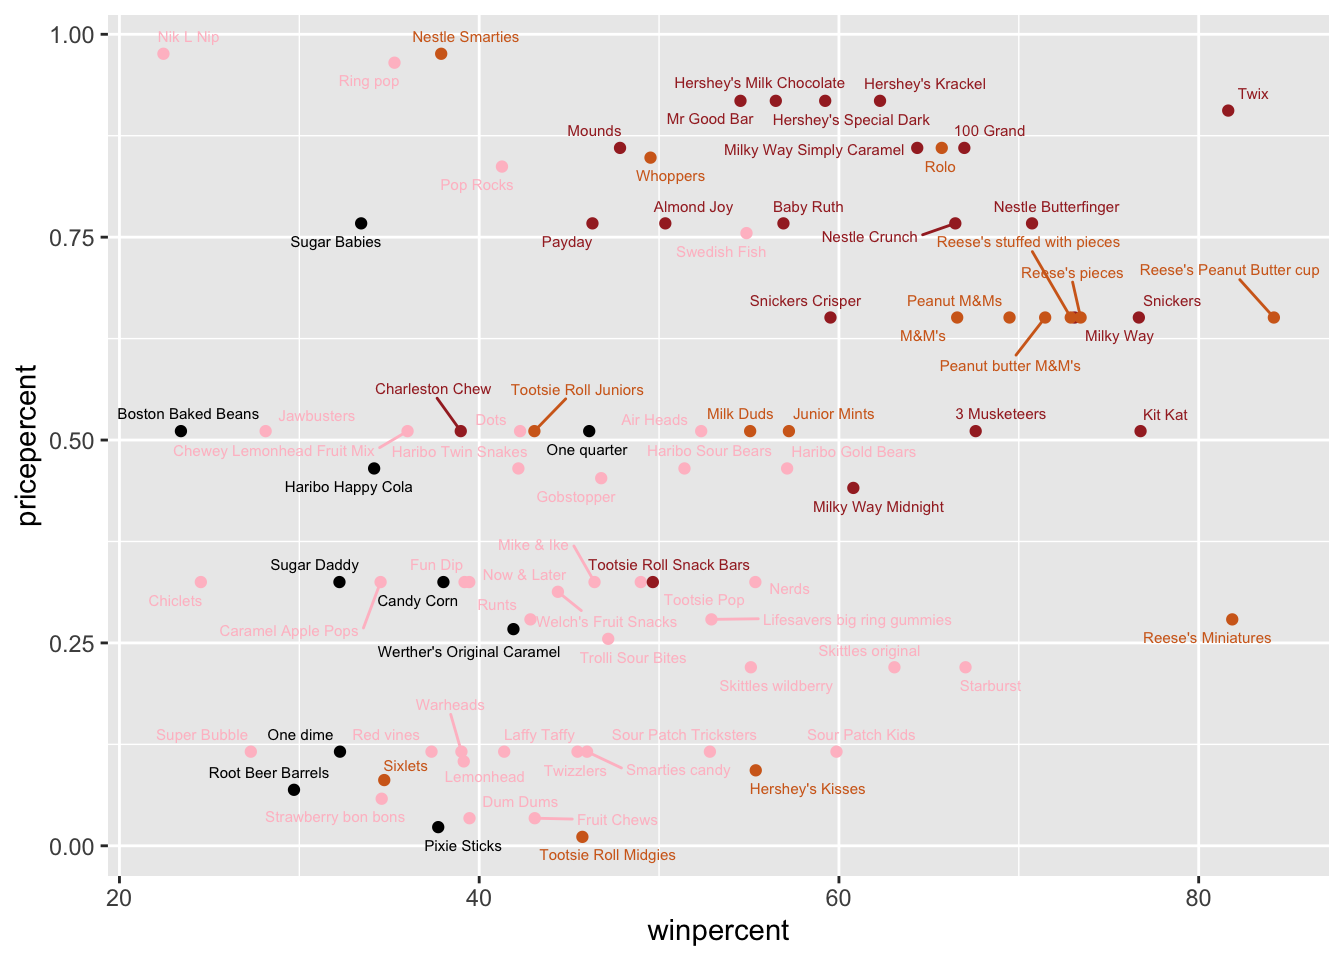 1.00
Nik L Nip
Nestle Smarties
Ring pop
Hershey's Milk Chocolate
Hershey's Krackel
Twix
Mr Good Bar
Hershey's Special Dark
Mounds
100 Grand
Milky Way Simply Caramel
Rolo
Whoppers
Pop Rocks
Almond Joy
Baby Ruth
Nestle Butterfinger
0.75
Sugar Babies
Payday
Nestle Crunch
Reese's stuffed with pieces
Swedish Fish
Reese's pieces
Reese's Peanut Butter cup
Snickers Crisper
Peanut M&Ms
Snickers
M&M's
Milky Way
Peanut butter M&M's
Charleston Chew
Tootsie Roll Juniors
Boston Baked Beans
Jawbusters
Dots
Air Heads
Milk Duds
Junior Mints
3 Musketeers
Kit Kat
0.50
Chewey Lemonhead Fruit Mix
Haribo Twin Snakes
One quarter
Haribo Sour Bears
Haribo Gold Bears
Haribo Happy Cola
Gobstopper
Milky Way Midnight
pricepercent
Mike & Ike
Sugar Daddy
Fun Dip
Now & Later
Tootsie Roll Snack Bars
Chiclets
Candy Corn
Runts
Tootsie Pop
Nerds
Caramel Apple Pops
Welch's Fruit Snacks
Lifesavers big ring gummies
0.25
Werther's Original Caramel
Trolli Sour Bites
Skittles original
Reese's Miniatures
Skittles wildberry
Starburst
Warheads
Super Bubble
One dime
Red vines
Laffy Taffy
Sour Patch Tricksters
Sour Patch Kids
Root Beer Barrels
Sixlets
Lemonhead
Twizzlers
Smarties candy
Hershey's Kisses
Strawberry bon bons
Dum Dums
Fruit Chews
0.00
Pixie Sticks
Tootsie Roll Midgies
20
40
60
80
winpercent